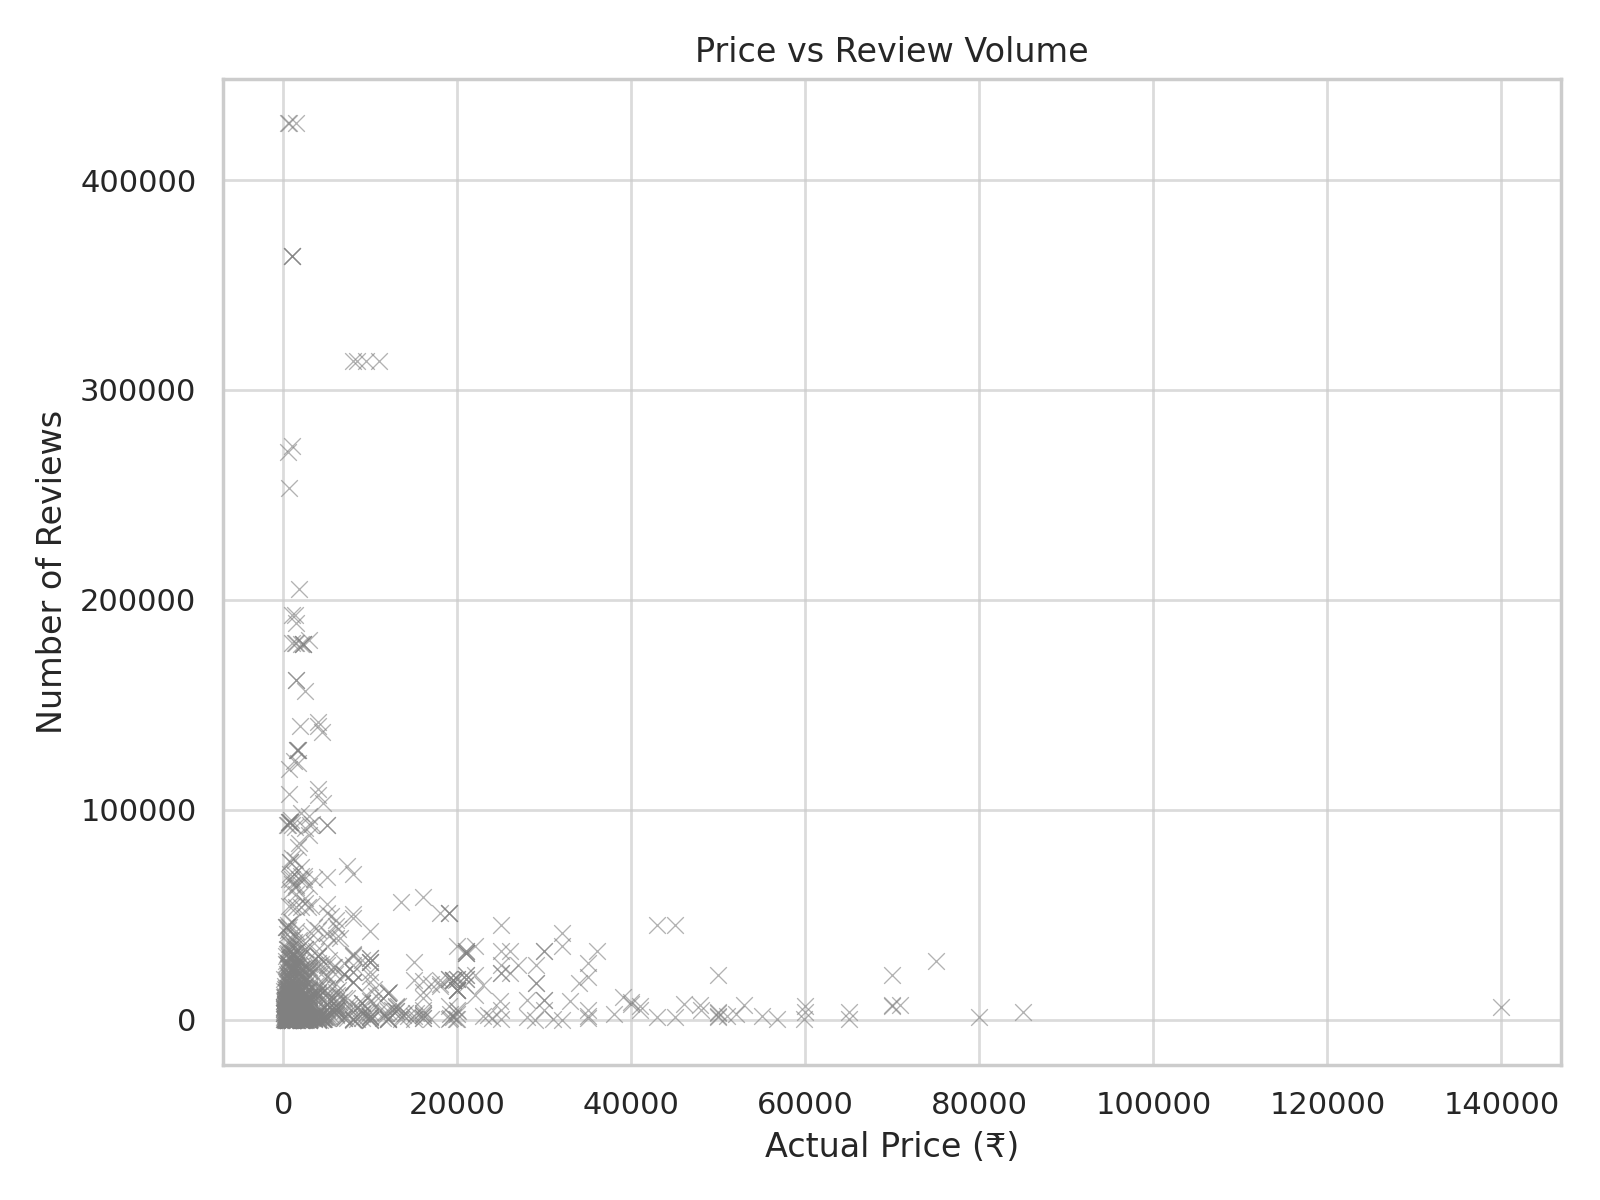 Price vs Review Volume
400000
300000
200000
100000
0
Number of Reviews
0 20000 40000 60000 80000 100000 120000 140000
Actual Price (₹)